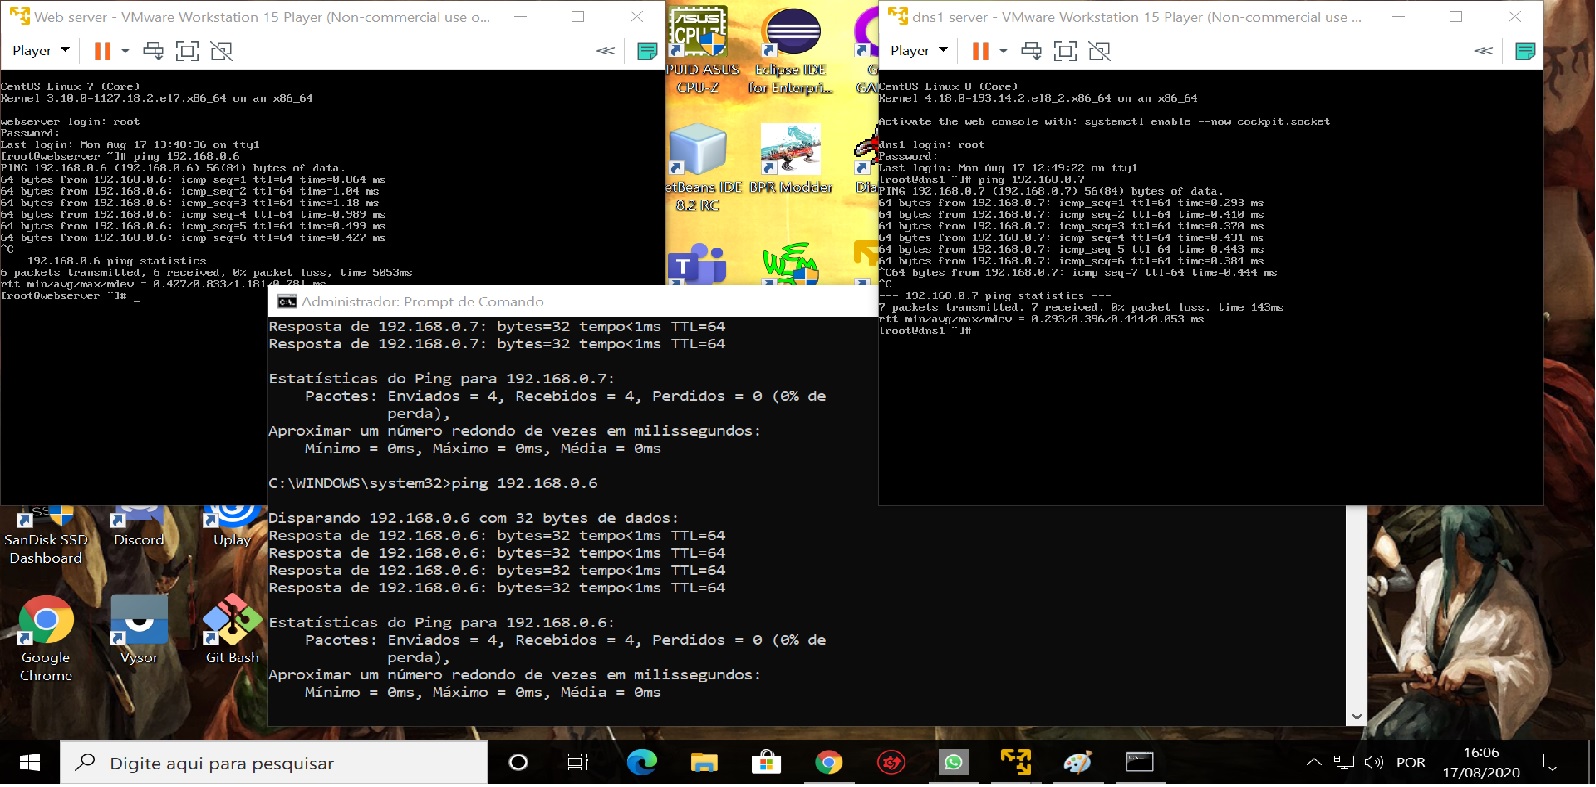 Web server - VMware Workstation 15 Player (Non-commercial use o...
Player
CentOS Linux 7 (Core)
Kernel 3.10.0-1127.18.2.el7.x86_64 on an x86_64
webserver login: root
Password:
Last login: Mon Aug 17 13:40:36 on tty1
[root@webserver ~]# ping 192.168.0.6
PING 192.168.0.6 (192.168.0.6) 56(84) bytes of data.
64 bytes from 192.168.0.6: icmp_seq=1 ttl=64 time=0.864 ms
64 bytes from 192.168.0.6: icmp_seq=2 ttl=64 time=1.04 ms
64 bytes from 192.168.0.6: icmp_seq=3 ttl=64 time=1.18 ms
64 bytes from 192.168.0.6: icmp_seq=4 ttl=64 time=0.989 ms
64 bytes from 192.168.0.6: icmp_seq=5 ttl=64 time=0.499 ms
64 bytes from 192.168.0.6: icmp_seq=6 ttl=64 time=0.427 ms
^C
--- 192.168.0.6 ping statistics ---
6 packets transmitted, 6 received, 0% packet loss, time 5053ms
rtt min/avg/max/mdev = 0.427/0.833/1.181/0.281 ms
[root@webserver ~]# _
ASUS
CPU-Z
CPU-Z
Eclipse IDE
for Enterpri...
etBeans IDE
8.2 RC
BPR Modder
T
dns1 server - VMware Workstation 15 Player (Non-commercial use ...
Player
CentOS Linux 8 (Core)
Kernel 4.18.0-193.14.2.el8_2.x86_64 on an x86_64
Activate the web console with: systemctl enable --now cockpit.socket
dns1 login: root
Password:
Last login: Mon Aug 17 12:49:22 on tty1
[root@dns1 ~]# ping 192.168.0.7
PING 192.168.0.7 (192.168.0.7) 56(84) bytes of data.
64 bytes from 192.168.0.7: icmp_seq=1 ttl=64 time=0.293 ms
64 bytes from 192.168.0.7: icmp_seq=2 ttl=64 time=0.410 ms
64 bytes from 192.168.0.7: icmp_seq=3 ttl=64 time=0.370 ms
64 bytes from 192.168.0.7: icmp_seq=4 ttl=64 time=0.431 ms
64 bytes from 192.168.0.7: icmp_seq=5 ttl=64 time=0.443 ms
64 bytes from 192.168.0.7: icmp_seq=6 ttl=64 time=0.384 ms
^C64 bytes from 192.168.0.7: icmp_seq=7 ttl=64 time=0.444 ms
^C
--- 192.168.0.7 ping statistics ---
7 packets transmitted, 7 received, 0% packet loss, time 143ms
rtt min/avg/max/mdev = 0.293/0.396/0.444/0.053 ms
[root@dns1 ~]#
Administrador: Prompt de Comando
Resposta de 192.168.0.7: bytes=32 tempo<1ms TTL=64
Resposta de 192.168.0.7: bytes=32 tempo<1ms TTL=64
Estatísticas do Ping para 192.168.0.7:
Pacotes: Enviados = 4, Recebidos = 4, Perdidos = 0 (0% de
perda),
Aproximar um número redondo de vezes em milissegundos:
Mínimo = 0ms, Máximo = 0ms, Média = 0ms
C:\WINDOWS\system32>ping 192.168.0.6
Disparando 192.168.0.6 com 32 bytes de dados:
Resposta de 192.168.0.6: bytes=32 tempo<1ms TTL=64
Resposta de 192.168.0.6: bytes=32 tempo<1ms TTL=64
Resposta de 192.168.0.6: bytes=32 tempo<1ms TTL=64
Resposta de 192.168.0.6: bytes=32 tempo<1ms TTL=64
Estatísticas do Ping para 192.168.0.6:
Pacotes: Enviados = 4, Recebidos = 4, Perdidos = 0 (0% de
perda),
Aproximar um número redondo de vezes em milissegundos:
Mínimo = 0ms, Máximo = 0ms, Média = 0ms
SanDisk SSD
Dashboard
Discord
Uplay
Google
Chrome
Vysor
Git Bash
Digite aqui para pesquisar
POR
16:06
17/08/2020